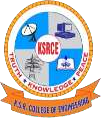 KSRCE
TRUTH • KNOWLEDGE • PEACE
K.S.R. COLLEGE OF ENGINEERING